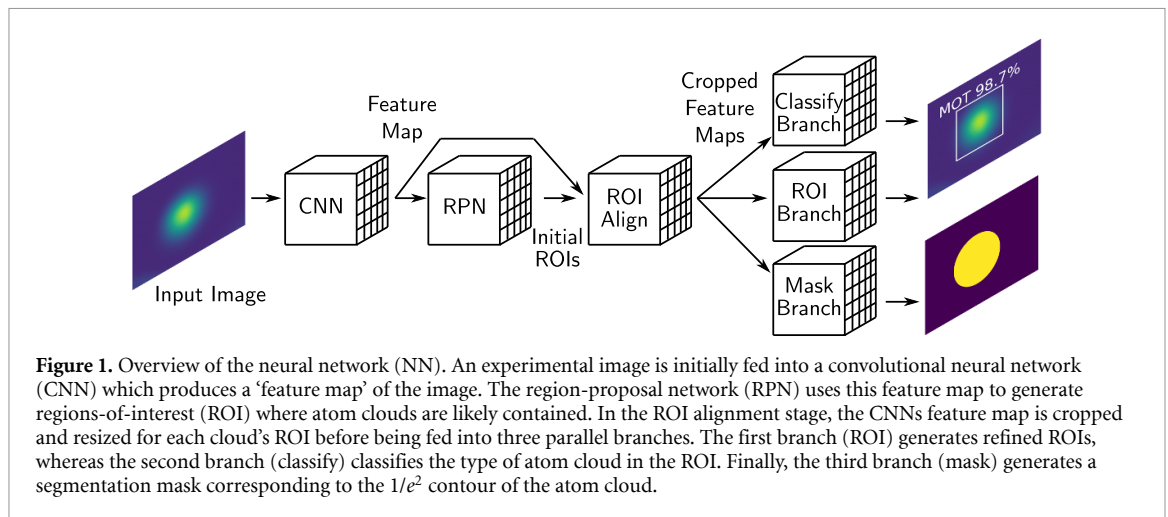 Input Image
CNN
Feature
Map
RPN
Initial
ROIs
ROI
Align
Cropped
Feature
Maps
Classify
Branch
ROI
Branch
Mask
Branch
MOT 98.7%
Figure 1. Overview of the neural network (NN). An experimental image is initially fed into a convolutional neural network
(CNN) which produces a ‘feature map’ of the image. The region-proposal network (RPN) uses this feature map to generate
regions-of-interest (ROI) where atom clouds are likely contained. In the ROI alignment stage, the CNNs feature map is cropped
and resized for each cloud’s ROI before being fed into three parallel branches. The first branch (ROI) generates refined ROIs,
whereas the second branch (classify) classifies the type of atom cloud in the ROI. Finally, the third branch (mask) generates a
segmentation mask corresponding to the 1/e² contour of the atom cloud.